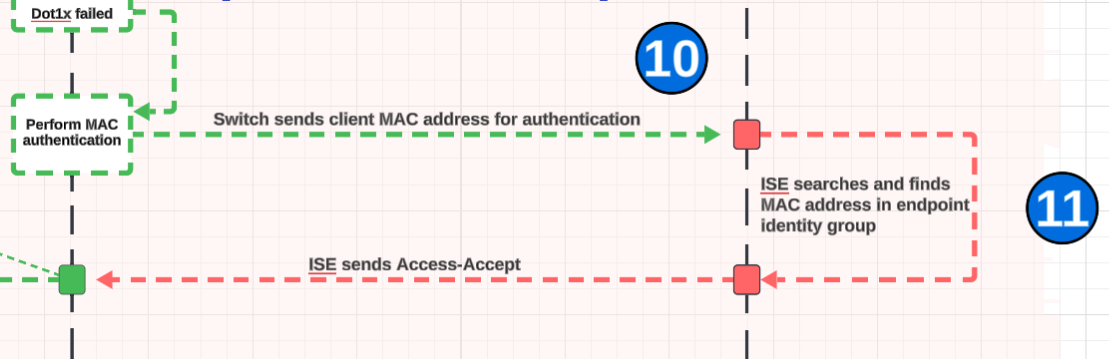 Dot1x failed
10
Switch sends client MAC address for authentication
Perform MAC
authentication
ISE searches and finds
MAC address in endpoint
identity group
11
ISE sends Access-Accept